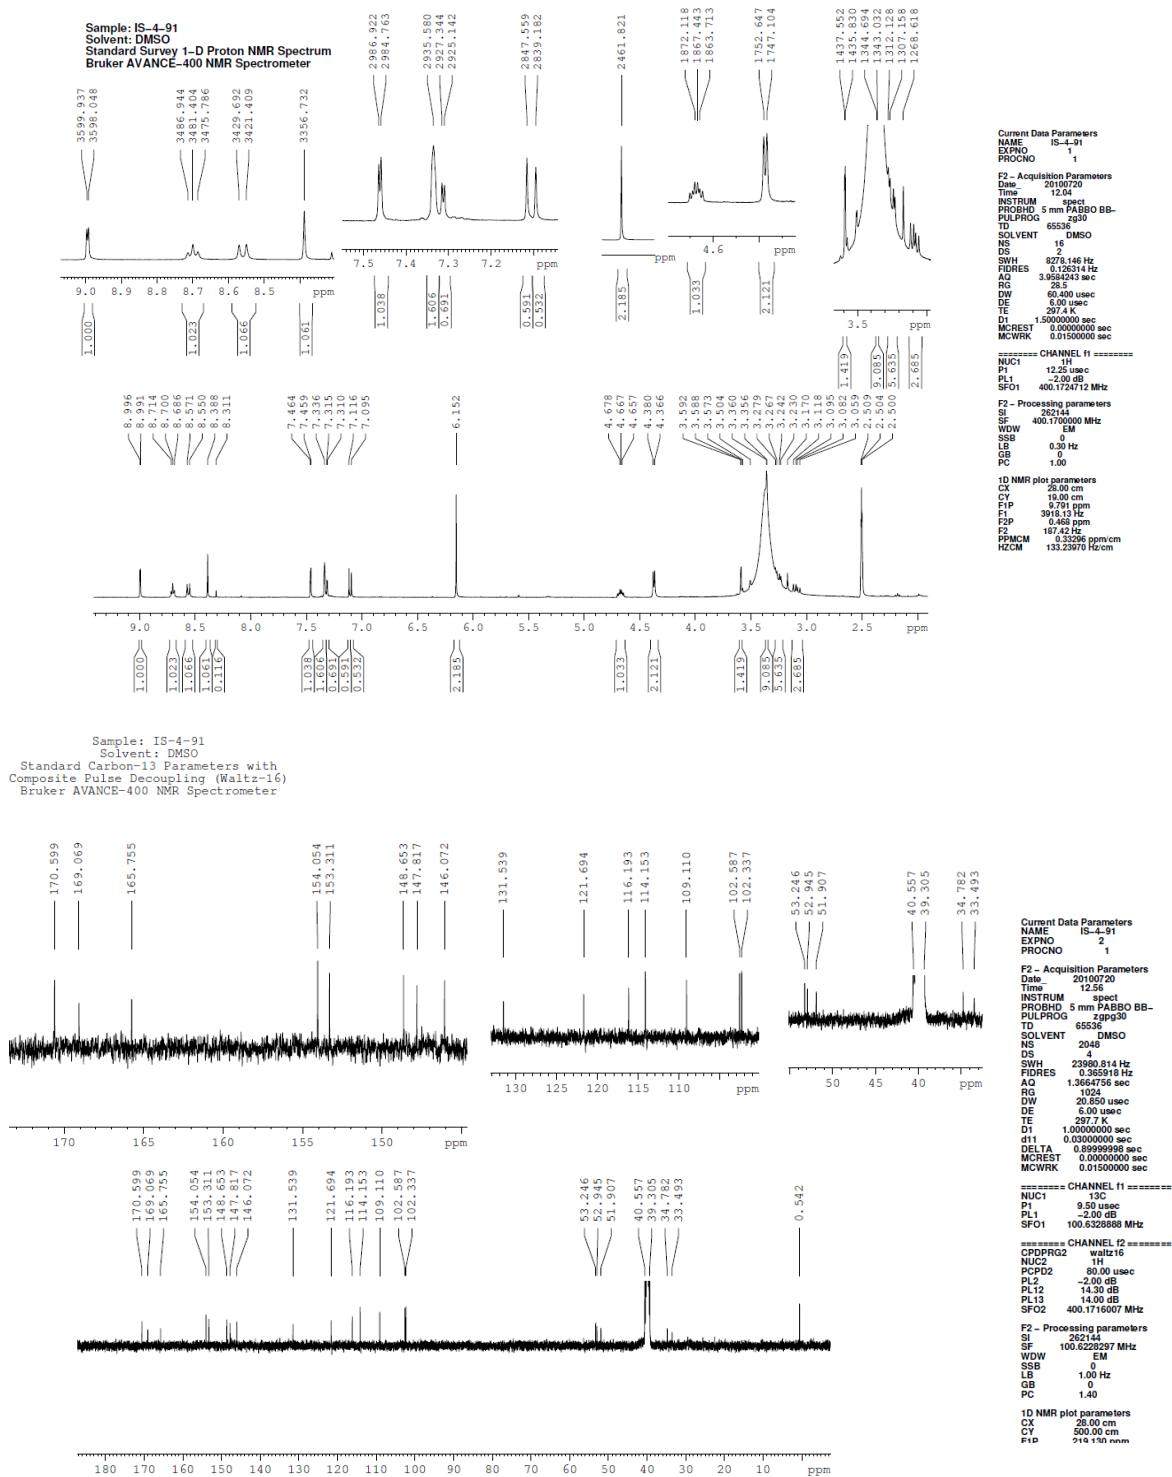 Sample: IS-4-91
Solvent: DMSO
Standard Survey 1-D Proton NMR Spectrum
Bruker AVANCE-400 NMR Spectrometer
3599.937
3598.048
3486.944
3481.404
3475.786
3429.692
3421.409
3356.732
2986.922
2984.763
2935.580
2927.344
2925.142
2847.559
2839.182
2461.821
1872.118
1867.443
1863.713
1752.647
1747.104
1437.552
1435.830
1344.694
1343.032
1312.128
1307.158
1268.618
9.0 8.9 8.8 8.7 8.6 8.5 ppm
7.5 7.4 7.3 7.2 ppm
ppm
4.6 ppm
3.5 ppm
1.000 1.023 1.066 1.061
1.038 1.606 0.691 0.591 0.532
2.185
1.033 2.121
1.419 9.085 5.635 2.685
8.996
8.991
8.714
8.700
8.686
8.571
8.550
8.388
8.311
7.464
7.459
7.336
7.315
7.310
7.116
7.095
6.152
4.678
4.667
4.657
4.380
4.366
3.592
3.588
3.573
3.504
3.360
3.356
3.279
3.267
3.242
3.230
3.170
3.118
3.095
3.082
3.059
2.509
2.504
2.500
9.0 8.5 8.0 7.5 7.0 6.5 6.0 5.5 5.0 4.5 4.0 3.5 3.0 2.5 ppm
1.000 1.023 1.066 1.061 0.116 1.038 1.606 0.691 0.591 0.532 2.185 1.033 2.121 1.419 9.085 5.635 2.685
Current Data Parameters
NAME IS-4-91
EXPNO 1
PROCNO 1
F2 - Acquisition Parameters
Date_ 20100720
Time 12.04
INSTRUM spect
PROBHD 5 mm PABBO BB-
PULPROG zg30
TD 65536
SOLVENT DMSO
NS 16
DS 2
SWH 8278.146 Hz
FIDRES 0.126314 Hz
AQ 3.9584243 sec
RG 28.5
DW 60.400 usec
DE 6.00 usec
TE 297.4 K
D1 1.50000000 sec
MCREST 0.00000000 sec
MCWRK 0.01500000 sec
======== CHANNEL f1 ========
NUC1 1H
P1 12.25 usec
PL1 -2.00 dB
SFO1 400.1724712 MHz
F2 - Processing parameters
SI 262144
SF 400.1700000 MHz
WDW EM
SSB 0
LB 0.30 Hz
GB 0
PC 1.00
1D NMR plot parameters
CX 28.00 cm
CY 19.00 cm
F1P 9.791 ppm
F1 3918.13 Hz
F2P 0.468 ppm
F2 187.42 Hz
PPMCM 0.33296 ppm/cm
HZCM 133.23970 Hz/cm
Sample: IS-4-91
Solvent: DMSO
Standard Carbon-13 Parameters with
Composite Pulse Decoupling (Waltz-16)
Bruker AVANCE-400 NMR Spectrometer
170.599
169.069
165.755
154.054
153.311
148.653
147.817
146.072
131.539
121.694
116.193
114.153
109.110
102.587
102.337
53.246
52.945
51.907
40.557
39.305
34.782
33.493
170 165 160 155 150 ppm
130 125 120 115 110 ppm
50 45 40 ppm
170.599
169.069
165.755
154.054
153.311
148.653
147.817
146.072
131.539
121.694
116.193
114.153
109.110
102.587
102.337
53.246
52.945
51.907
40.557
39.305
34.782
33.493
0.542
180 170 160 150 140 130 120 110 100 90 80 70 60 50 40 30 20 10 ppm
Current Data Parameters
NAME IS-4-91
EXPNO 2
PROCNO 1
F2 - Acquisition Parameters
Date_ 20100720
Time 12.56
INSTRUM spect
PROBHD 5 mm PABBO BB-
PULPROG zgpg30
TD 65536
SOLVENT DMSO
NS 2048
DS 4
SWH 23980.814 Hz
FIDRES 0.365918 Hz
AQ 1.3664756 sec
RG 1024
DW 20.850 usec
DE 6.00 usec
TE 297.7 K
D1 1.00000000 sec
d11 0.03000000 sec
DELTA 0.89999998 sec
MCREST 0.00000000 sec
MCWRK 0.01500000 sec
======== CHANNEL f1 ========
NUC1 13C
P1 9.50 usec
PL1 -2.00 dB
SFO1 100.6328888 MHz
======== CHANNEL f2 ========
CPDPRG2 waltz16
NUC2 1H
PCPD2 80.00 usec
PL2 -2.00 dB
PL12 14.30 dB
PL13 14.00 dB
SFO2 400.1716007 MHz
F2 - Processing parameters
SI 262144
SF 100.6228297 MHz
WDW EM
SSB 0
LB 1.00 Hz
GB 0
PC 1.40
1D NMR plot parameters
CX 28.00 cm
CY 500.00 cm
F1P 219.130 ppm